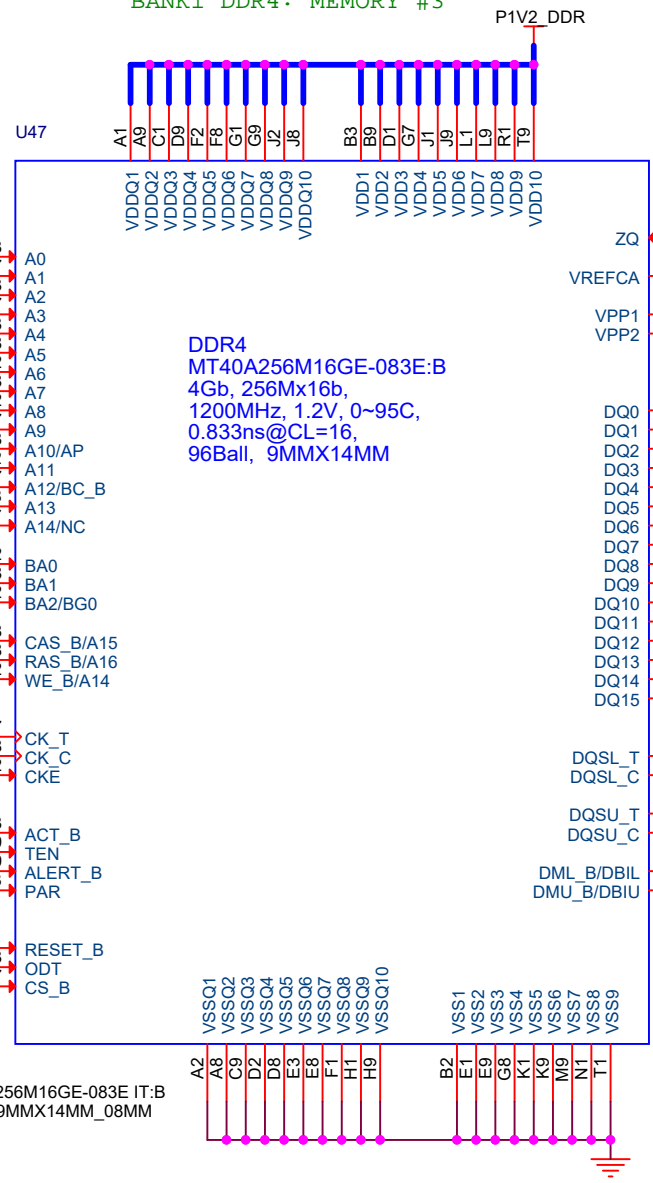 BANK1 DDR4: MEMORY #3
P1V2_DDR
U47
A1
A9
C1
D9
F2
F8
G1
G9
J2
J8
B3
B9
D1
G7
J1
J9
L1
L9
R1
T9
VDDQ1
VDDQ2
VDDQ3
VDDQ4
VDDQ5
VDDQ6
VDDQ7
VDDQ8
VDDQ9
VDDQ10
VDD1
VDD2
VDD3
VDD4
VDD5
VDD6
VDD7
VDD8
VDD9
VDD10
A0
A1
A2
A3
A4
A5
A6
A7
A8
A9
A10/AP
A11
A12/BC_B
A13
A14/NC
BA0
BA1
BA2/BG0
CAS_B/A15
RAS_B/A16
WE_B/A14
CK_T
CK_C
CKE
ACT_B
TEN
ALERT_B
PAR
RESET_B
ODT
CS_B
DDR4
MT40A256M16GE-083E:B
4Gb, 256Mx16b,
1200MHz, 1.2V, 0~95C,
0.833ns@CL=16,
96Ball, 9MMX14MM
ZQ
VREFCA
VPP1
VPP2
DQ0
DQ1
DQ2
DQ3
DQ4
DQ5
DQ6
DQ7
DQ8
DQ9
DQ10
DQ11
DQ12
DQ13
DQ14
DQ15
DQSL_T
DQSL_C
DQSU_T
DQSU_C
DML_B/DBIL
DMU_B/DBIU
VSSQ1
VSSQ2
VSSQ3
VSSQ4
VSSQ5
VSSQ6
VSSQ7
VSSQ8
VSSQ9
VSSQ10
VSS1
VSS2
VSS3
VSS4
VSS5
VSS6
VSS7
VSS8
VSS9
A2
A8
C9
D2
D8
E3
E8
F1
H1
H9
B2
E1
E9
G8
K1
K9
M9
N1
T1
256M16GE-083E IT:B
9MMX14MM_08MM